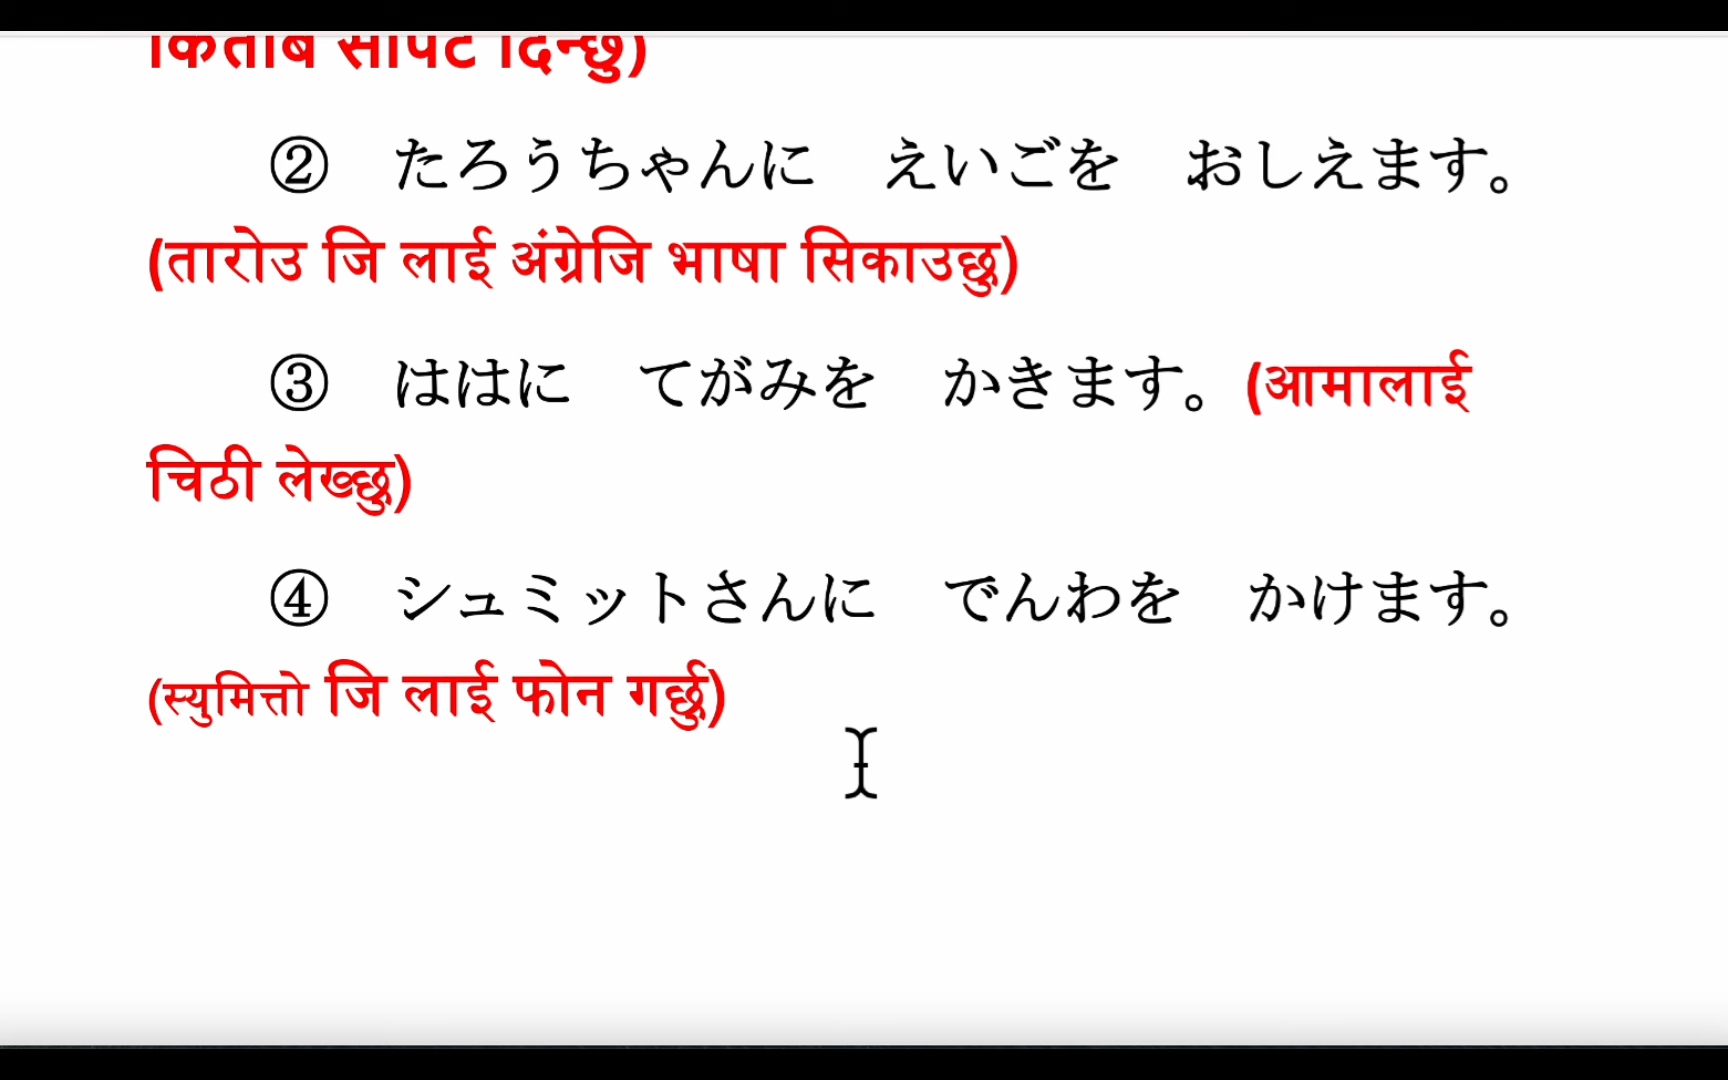 किताब सापट दिन्छु)
② たろうちゃんに えいごを おしえます。
(तारोउ जि लाई अंग्रेजि भाषा सिकाउछु)
③ ははに てがみを かきます。(आमालाई
चिठी लेख्छु)
④ シュミットさんに でんわを かけます。
(स्युमित्तो जि लाई फोन गर्छु)